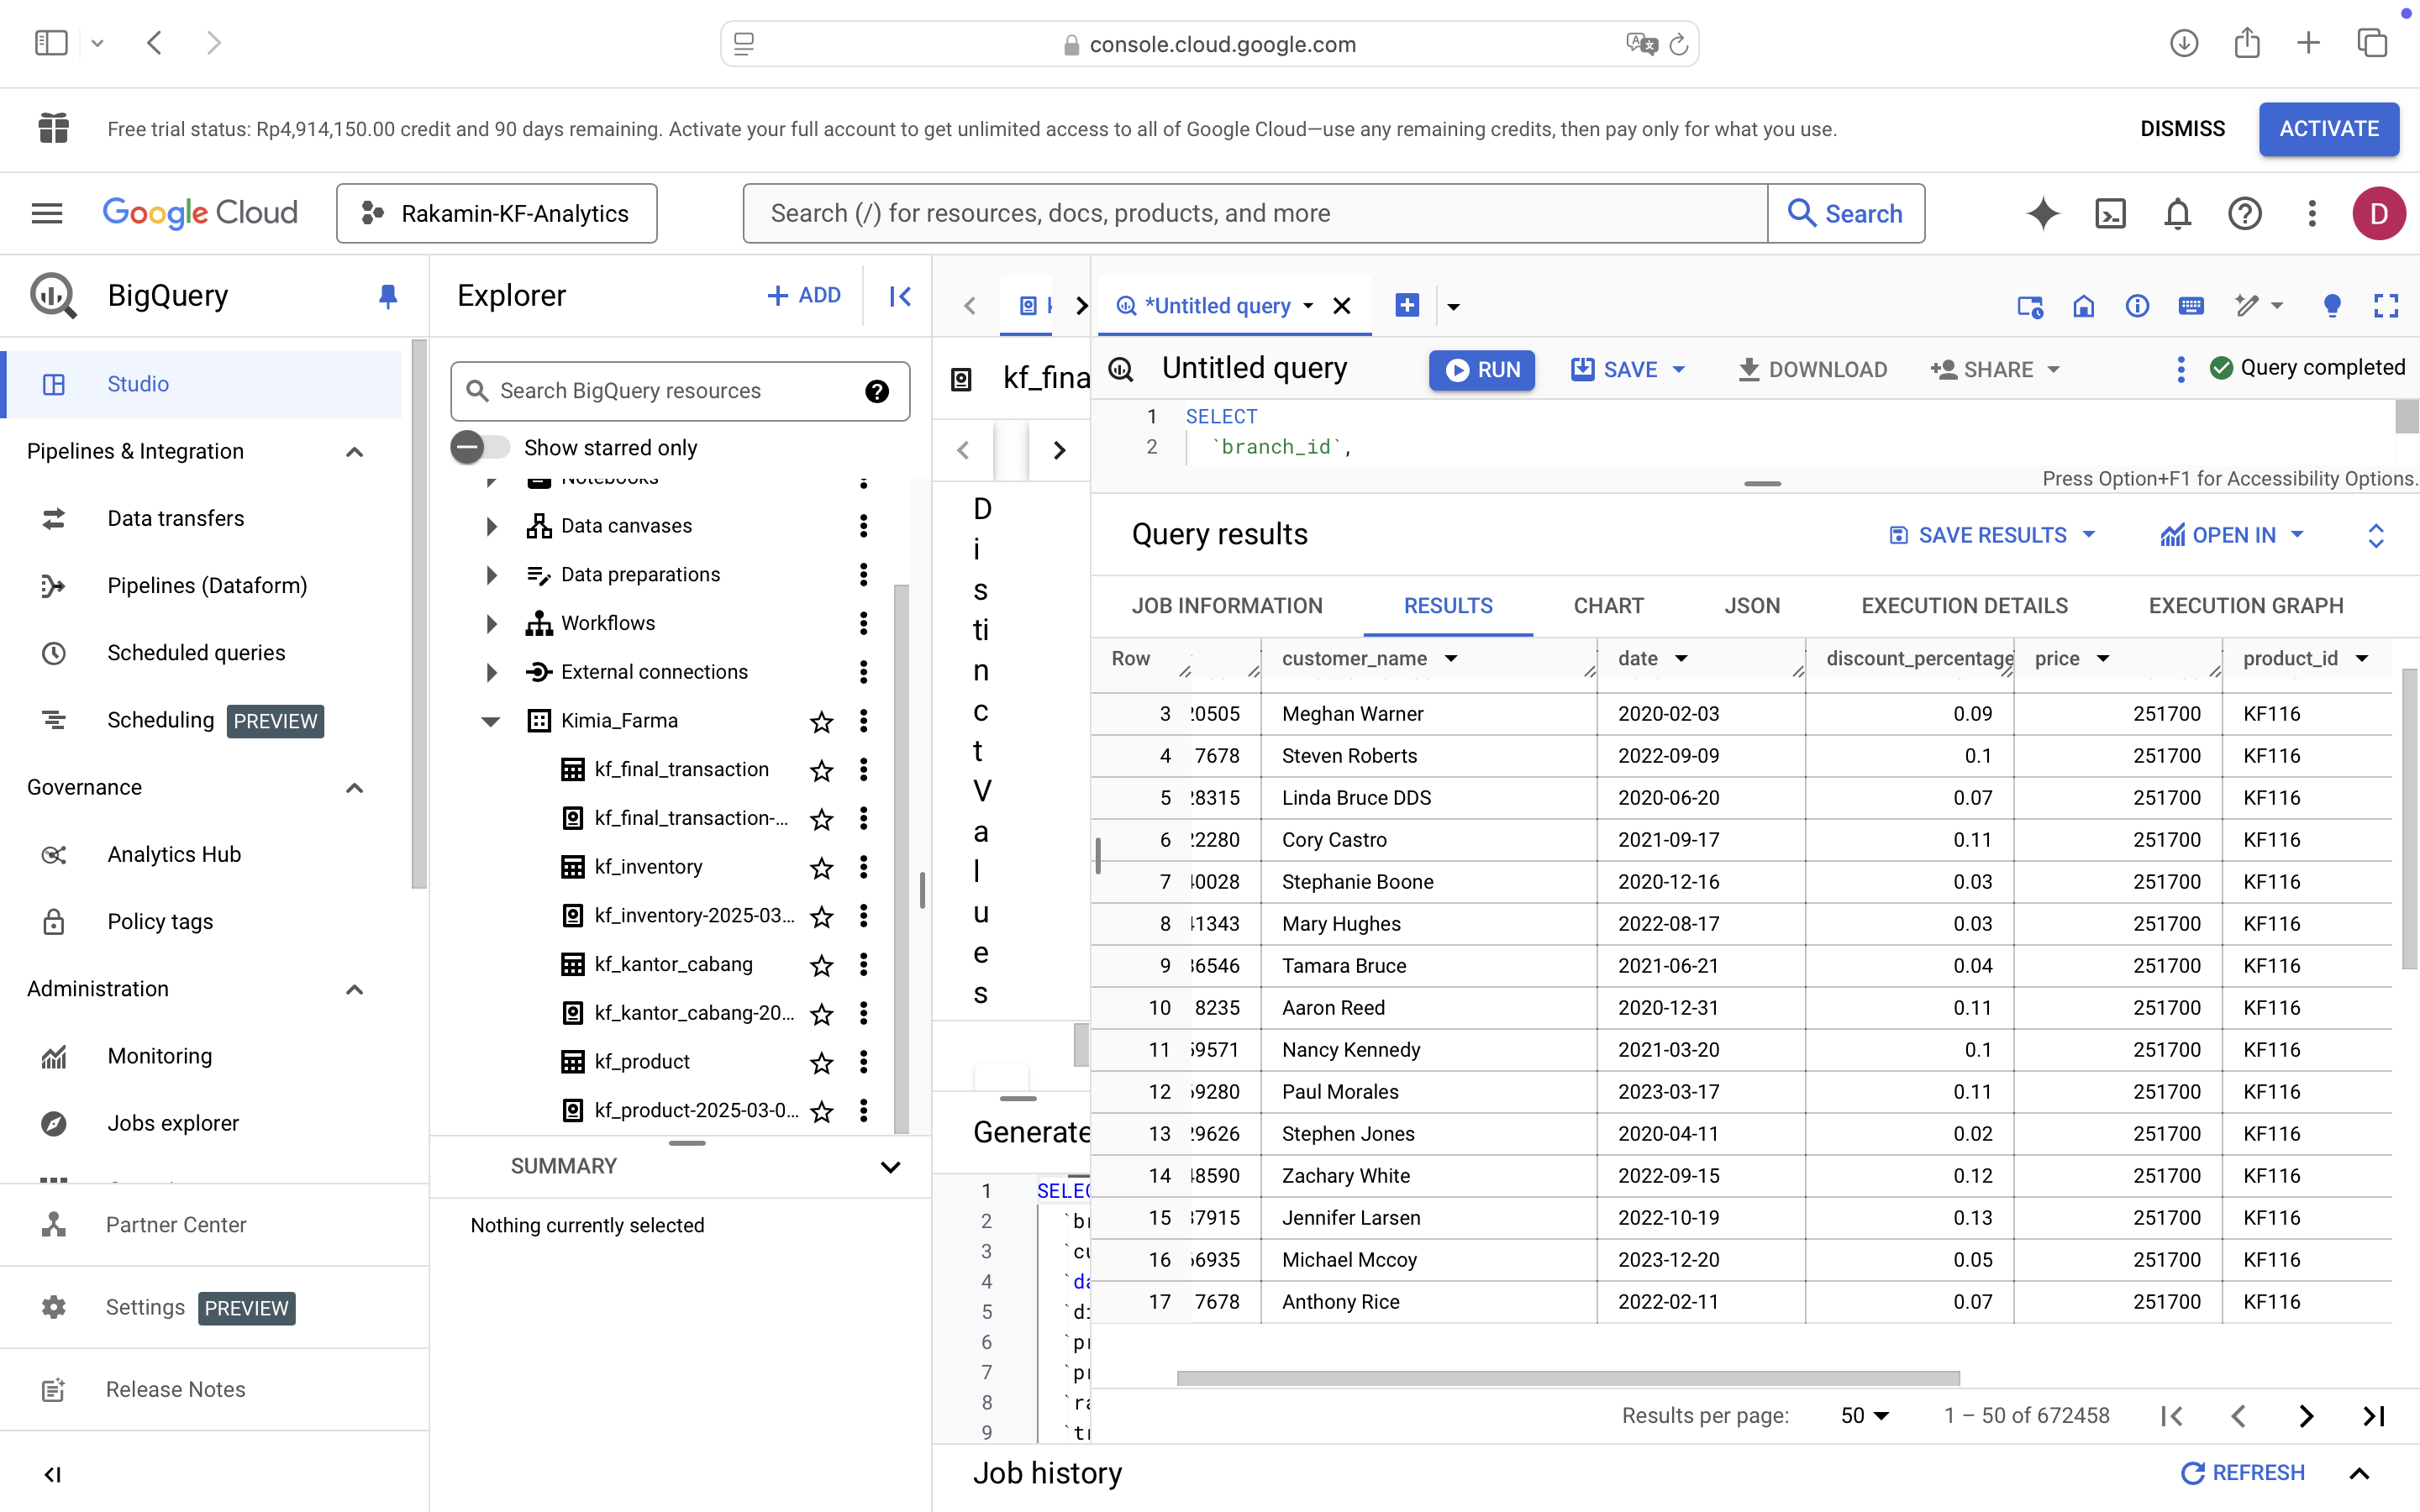 console.cloud.google.com
Free trial status: Rp4,914,150.00 credit and 90 days remaining. Activate your full account to get unlimited access to all of Google Cloud—use any remaining credits, then pay only for what you use.
DISMISS
ACTIVATE
Google Cloud
Rakamin-KF-Analytics
Search (/) for resources, docs, products, and more
Search
D
BigQuery
Studio
Pipelines & Integration
Data transfers
Pipelines (Dataform)
Scheduled queries
Scheduling PREVIEW
Governance
Analytics Hub
Policy tags
Administration
Monitoring
Jobs explorer
Partner Center
Settings PREVIEW
Release Notes
Explorer
ADD
Search BigQuery resources
Show starred only
Notebooks
Data canvases
Data preparations
Workflows
External connections
Kimia_Farma
kf_final_transaction
kf_final_transaction-...
kf_inventory
kf_inventory-2025-03...
kf_kantor_cabang
kf_kantor_cabang-20...
kf_product
kf_product-2025-03-0...
SUMMARY
Nothing currently selected
kf_fina
D
i
s
ti
n
c
t
V
a
l
u
e
s
Generate
1 SELEC
2 `br
3 `cu
4 `da
5 `di
6 `pr
7 `pr
8 `ra
9 `tr
*Untitled query
Untitled query
RUN
SAVE
DOWNLOAD
SHARE
Query completed
1 SELECT
2 `branch_id`,
Press Option+F1 for Accessibility Options.
Query results
SAVE RESULTS
OPEN IN
JOB INFORMATION RESULTS CHART JSON EXECUTION DETAILS EXECUTION GRAPH
Row customer_name date discount_percentage price product_id
3 20505 Meghan Warner 2020-02-03 0.09 251700 KF116
4 7678 Steven Roberts 2022-09-09 0.1 251700 KF116
5 28315 Linda Bruce DDS 2020-06-20 0.07 251700 KF116
6 22280 Cory Castro 2021-09-17 0.11 251700 KF116
7 40028 Stephanie Boone 2020-12-16 0.03 251700 KF116
8 41343 Mary Hughes 2022-08-17 0.03 251700 KF116
9 36546 Tamara Bruce 2021-06-21 0.04 251700 KF116
10 8235 Aaron Reed 2020-12-31 0.11 251700 KF116
11 59571 Nancy Kennedy 2021-03-20 0.1 251700 KF116
12 69280 Paul Morales 2023-03-17 0.11 251700 KF116
13 29626 Stephen Jones 2020-04-11 0.02 251700 KF116
14 48590 Zachary White 2022-09-15 0.12 251700 KF116
15 37915 Jennifer Larsen 2022-10-19 0.13 251700 KF116
16 66935 Michael Mccoy 2023-12-20 0.05 251700 KF116
17 7678 Anthony Rice 2022-02-11 0.07 251700 KF116
Results per page: 50 1 – 50 of 672458
Job history
REFRESH